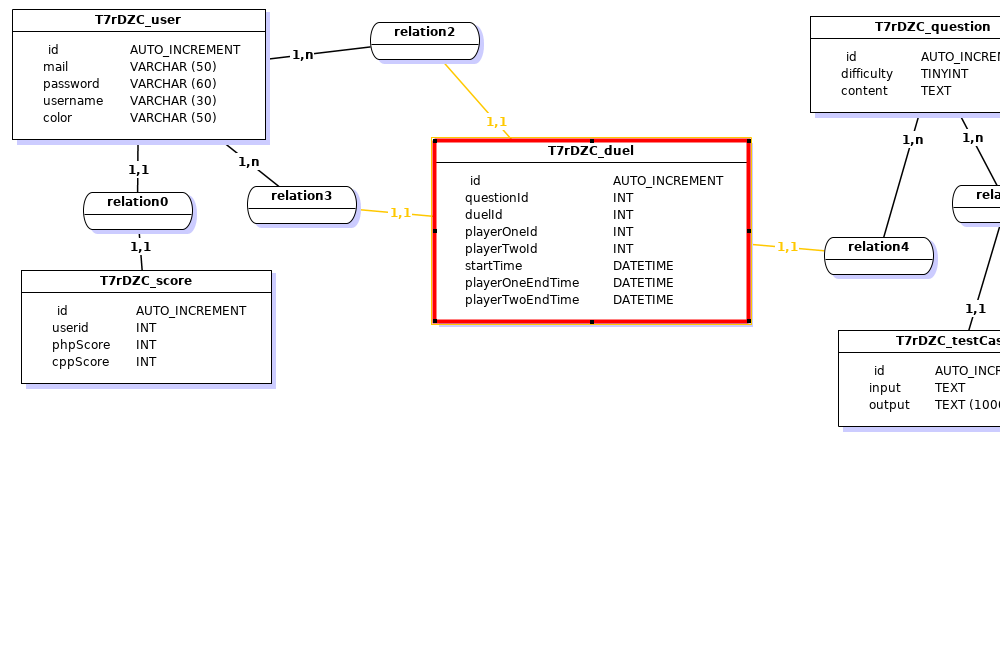 T7rDZC_user
id AUTO_INCREMENT
mail VARCHAR (50)
password VARCHAR (60)
username VARCHAR (30)
color VARCHAR (50)
1,n
relation2
1,1
T7rDZC_question
id AUTO_INCREM
difficulty TINYINT
content TEXT
1,1
1,n
1,n
1,n
relation0
relation3
1,1
1,1
T7rDZC_duel
id AUTO_INCREMENT
questionId INT
duelId INT
playerOneId INT
playerTwoId INT
startTime DATETIME
playerOneEndTime DATETIME
playerTwoEndTime DATETIME
1,1
relation4
rela
1,1
T7rDZC_score
id AUTO_INCREMENT
userid INT
phpScore INT
cppScore INT
T7rDZC_testCas
id AUTO_INCR
input TEXT
output TEXT (100